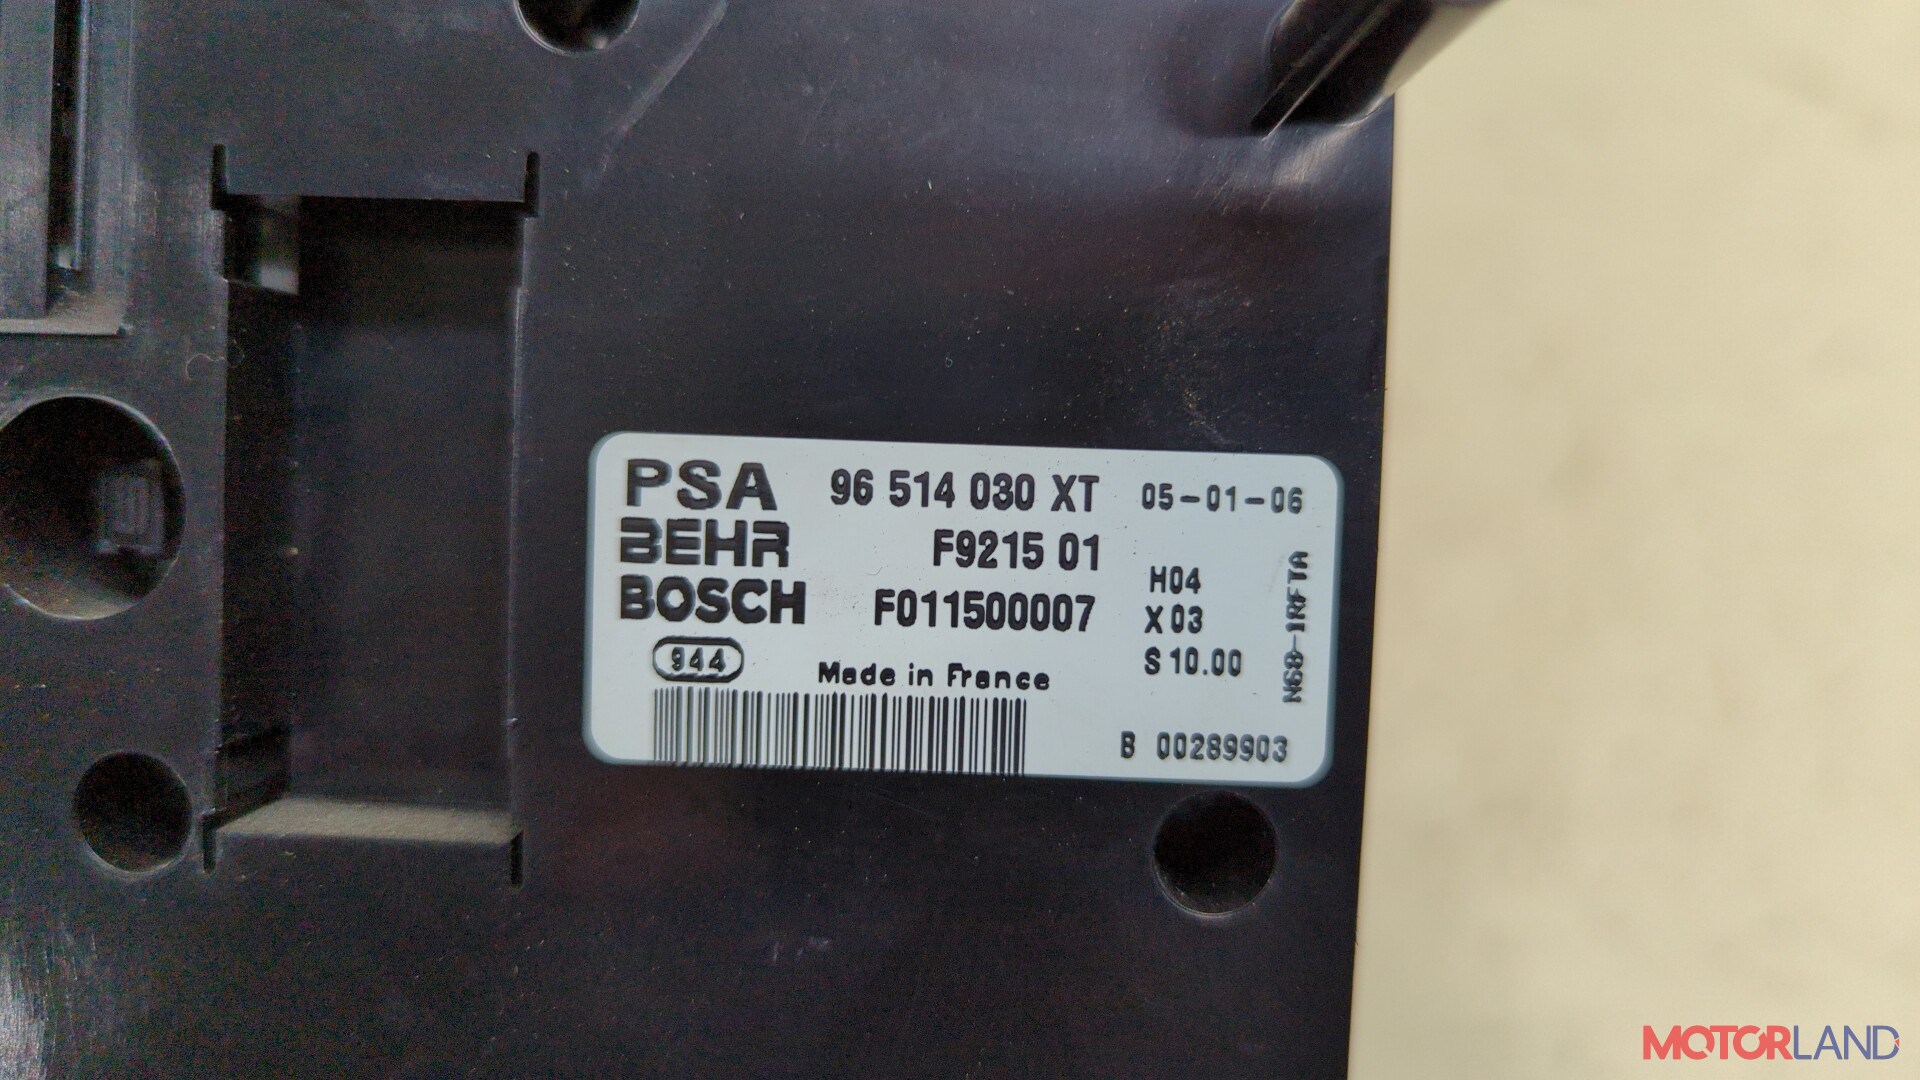 PSA 96 514 030 XT 05-01-06
BEHR F9215 01
BOSCH F011500007
H04
X03
S 10.00
N68-1RFTA
944
Made in France
B 00289903
MOTORLAND